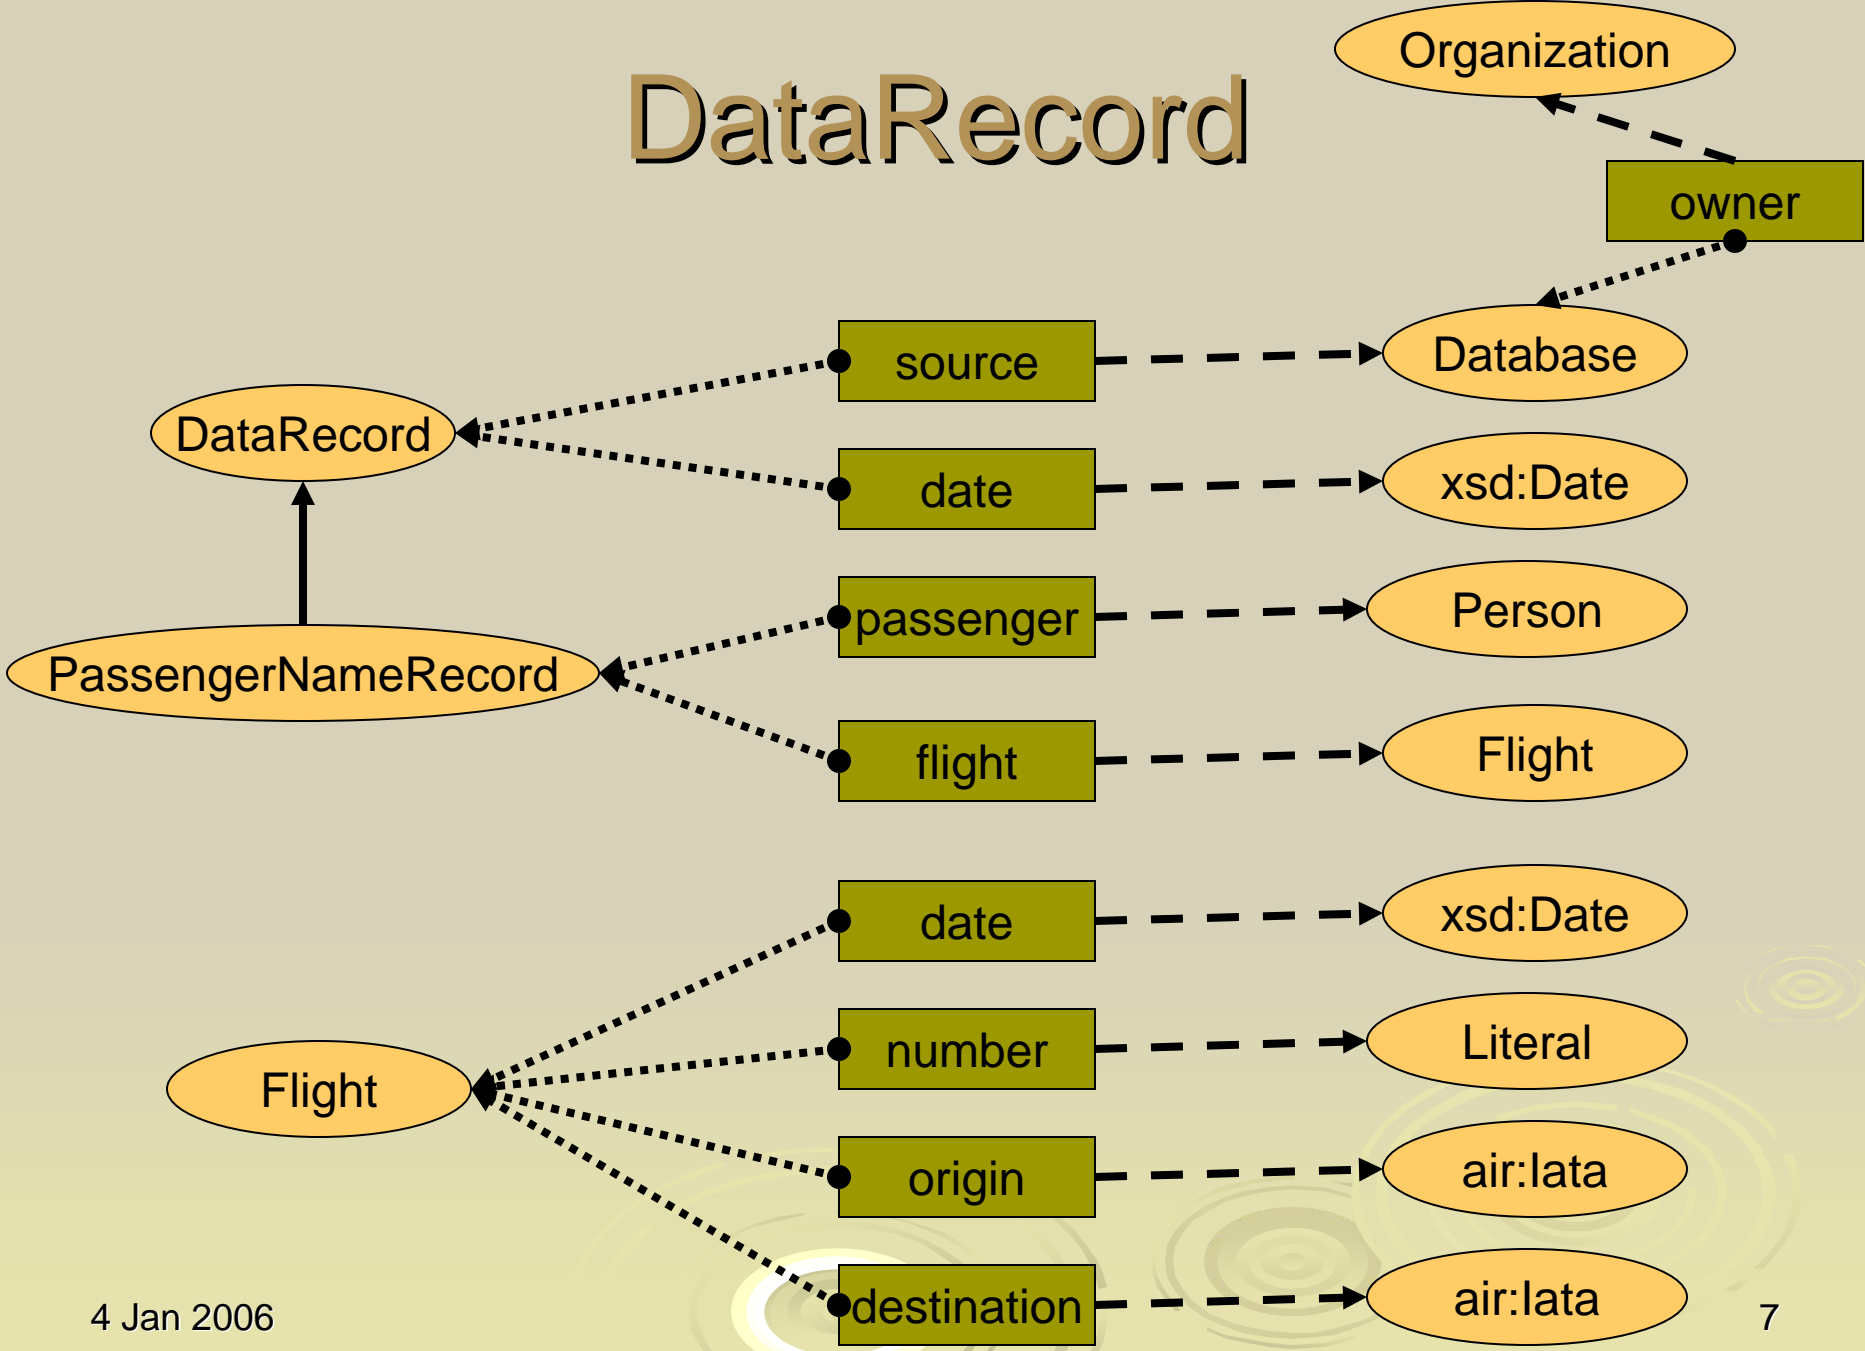 Organization
DataRecord
owner
source
Database
DataRecord
date
xsd:Date
passenger
Person
PassengerNameRecord
flight
Flight
date
xsd:Date
number
Literal
Flight
origin
air:Iata
destination
air:Iata
4 Jan 2006
7